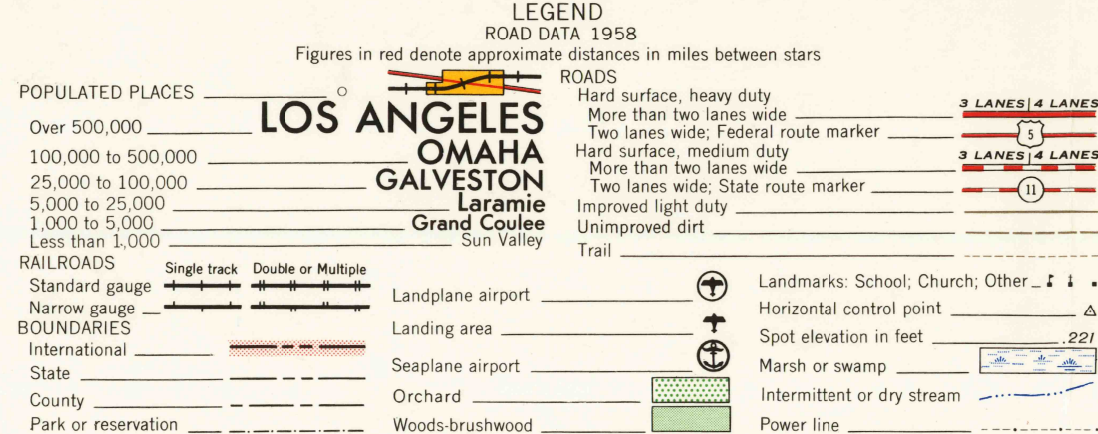 LEGEND
ROAD DATA 1958
Figures in red denote approximate distances in miles between stars
POPULATED PLACES
Over 500,000 LOS ANGELES
100,000 to 500,000 OMAHA
25,000 to 100,000 GALVESTON
5,000 to 25,000 Laramie
1,000 to 5,000 Grand Coulee
Less than 1,000 Sun Valley
ROADS
Hard surface, heavy duty
More than two lanes wide 3 LANES | 4 LANES
Two lanes wide; Federal route marker 5
Hard surface, medium duty
More than two lanes wide 3 LANES | 4 LANES
Two lanes wide; State route marker 11
Improved light duty
Unimproved dirt
Trail
RAILROADS
Single track Double or Multiple
Standard gauge
Narrow gauge
BOUNDARIES
International
State
County
Park or reservation
Landplane airport
Landing area
Seaplane airport
Orchard
Woods-brushwood
Landmarks: School; Church; Other
Horizontal control point
Spot elevation in feet .221
Marsh or swamp
Intermittent or dry stream
Power line